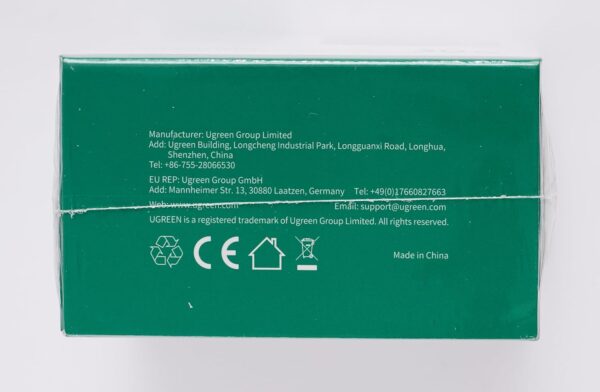 Manufacturer: Ugreen Group Limited
Add: Ugreen Building, Longcheng Industrial Park, Longguanxi Road, Longhua,
Shenzhen, China
Tel: +86-755-28066530
EU REP: Ugreen Group GmbH
Add: Mannheimer Str. 13, 30880 Laatzen, Germany Tel: +49(0)17660827663
Web: www.ugreen.com Email: support@ugreen.com
UGREEN is a registered trademark of Ugreen Group Limited. All rights reserved.
CE
Made in China